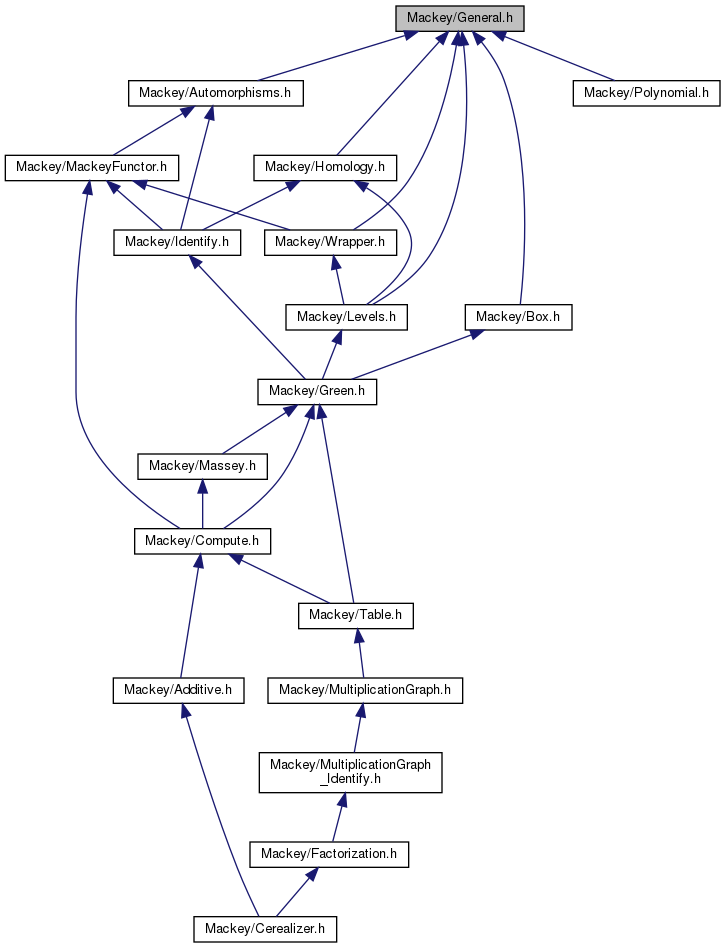 Mackey/General.h
Mackey/Automorphisms.h
Mackey/Polynomial.h
Mackey/MackeyFunctor.h
Mackey/Homology.h
Mackey/Identify.h
Mackey/Wrapper.h
Mackey/Levels.h
Mackey/Box.h
Mackey/Green.h
Mackey/Massey.h
Mackey/Compute.h
Mackey/Table.h
Mackey/Additive.h
Mackey/MultiplicationGraph.h
Mackey/MultiplicationGraph
_Identify.h
Mackey/Factorization.h
Mackey/Cerealizer.h